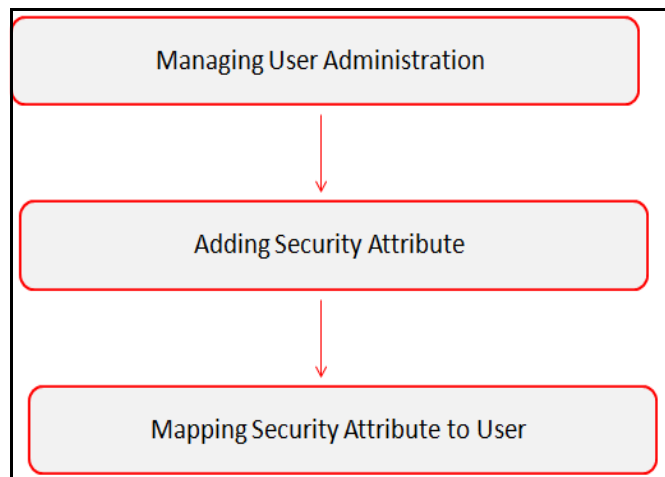 Managing User Administration
Adding Security Attribute
Mapping Security Attribute to User